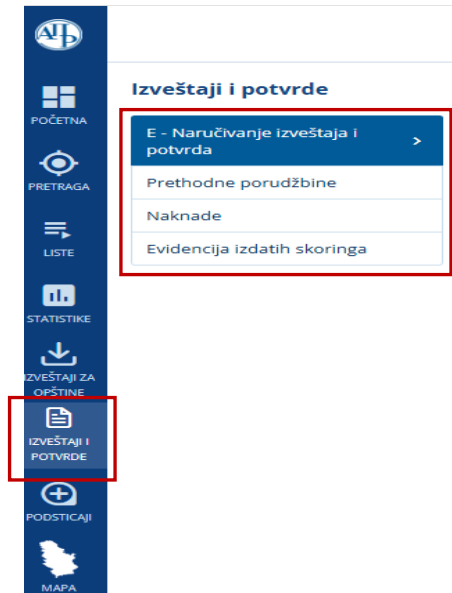 АПР
Izveštaji i potvrde
E - Naručivanje izveštaja i
potvrda
Prethodne porudžbine
Naknade
Evidencija izdatih skoringa
POČETNA
PRETRAGA
LISTE
STATISTIKE
IZVEŠTAJI ZA
OPŠTINE
IZVEŠTAJI I
POTVRDE
PODSTICAJI
MAPA